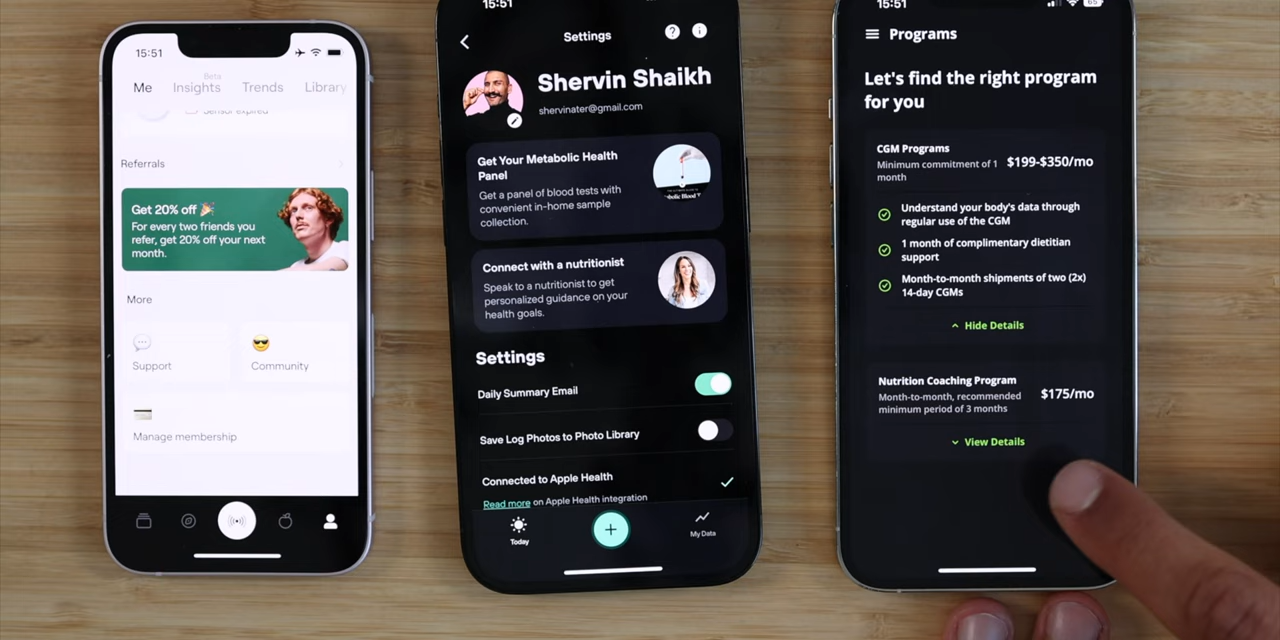 15:51
Beta
Me Insights Trends Library
Sensor expired
Referrals
Get 20% off
For every two friends you
refer, get 20% off your next
month.
More
Support
Community
Manage membership
15:51
Settings
? i
Shervin Shaikh
shervinater@gmail.com
Get Your Metabolic Health
Panel
Get a panel of blood tests with
convenient in-home sample
collection.
Connect with a nutritionist
Speak to a nutritionist to get
personalized guidance on your
health goals.
Settings
Daily Summary Email
Save Log Photos to Photo Library
Connected to Apple Health
Read more on Apple Health integration
Today
My Data
15:51
65
Programs
Let's find the right program
for you
CGM Programs
Minimum commitment of 1
month
$199-$350/mo
Understand your body's data through
regular use of the CGM
1 month of complimentary dietitian
support
Month-to-month shipments of two (2x)
14-day CGMs
Hide Details
Nutrition Coaching Program
Month-to-month, recommended
minimum period of 3 months
$175/mo
View Details